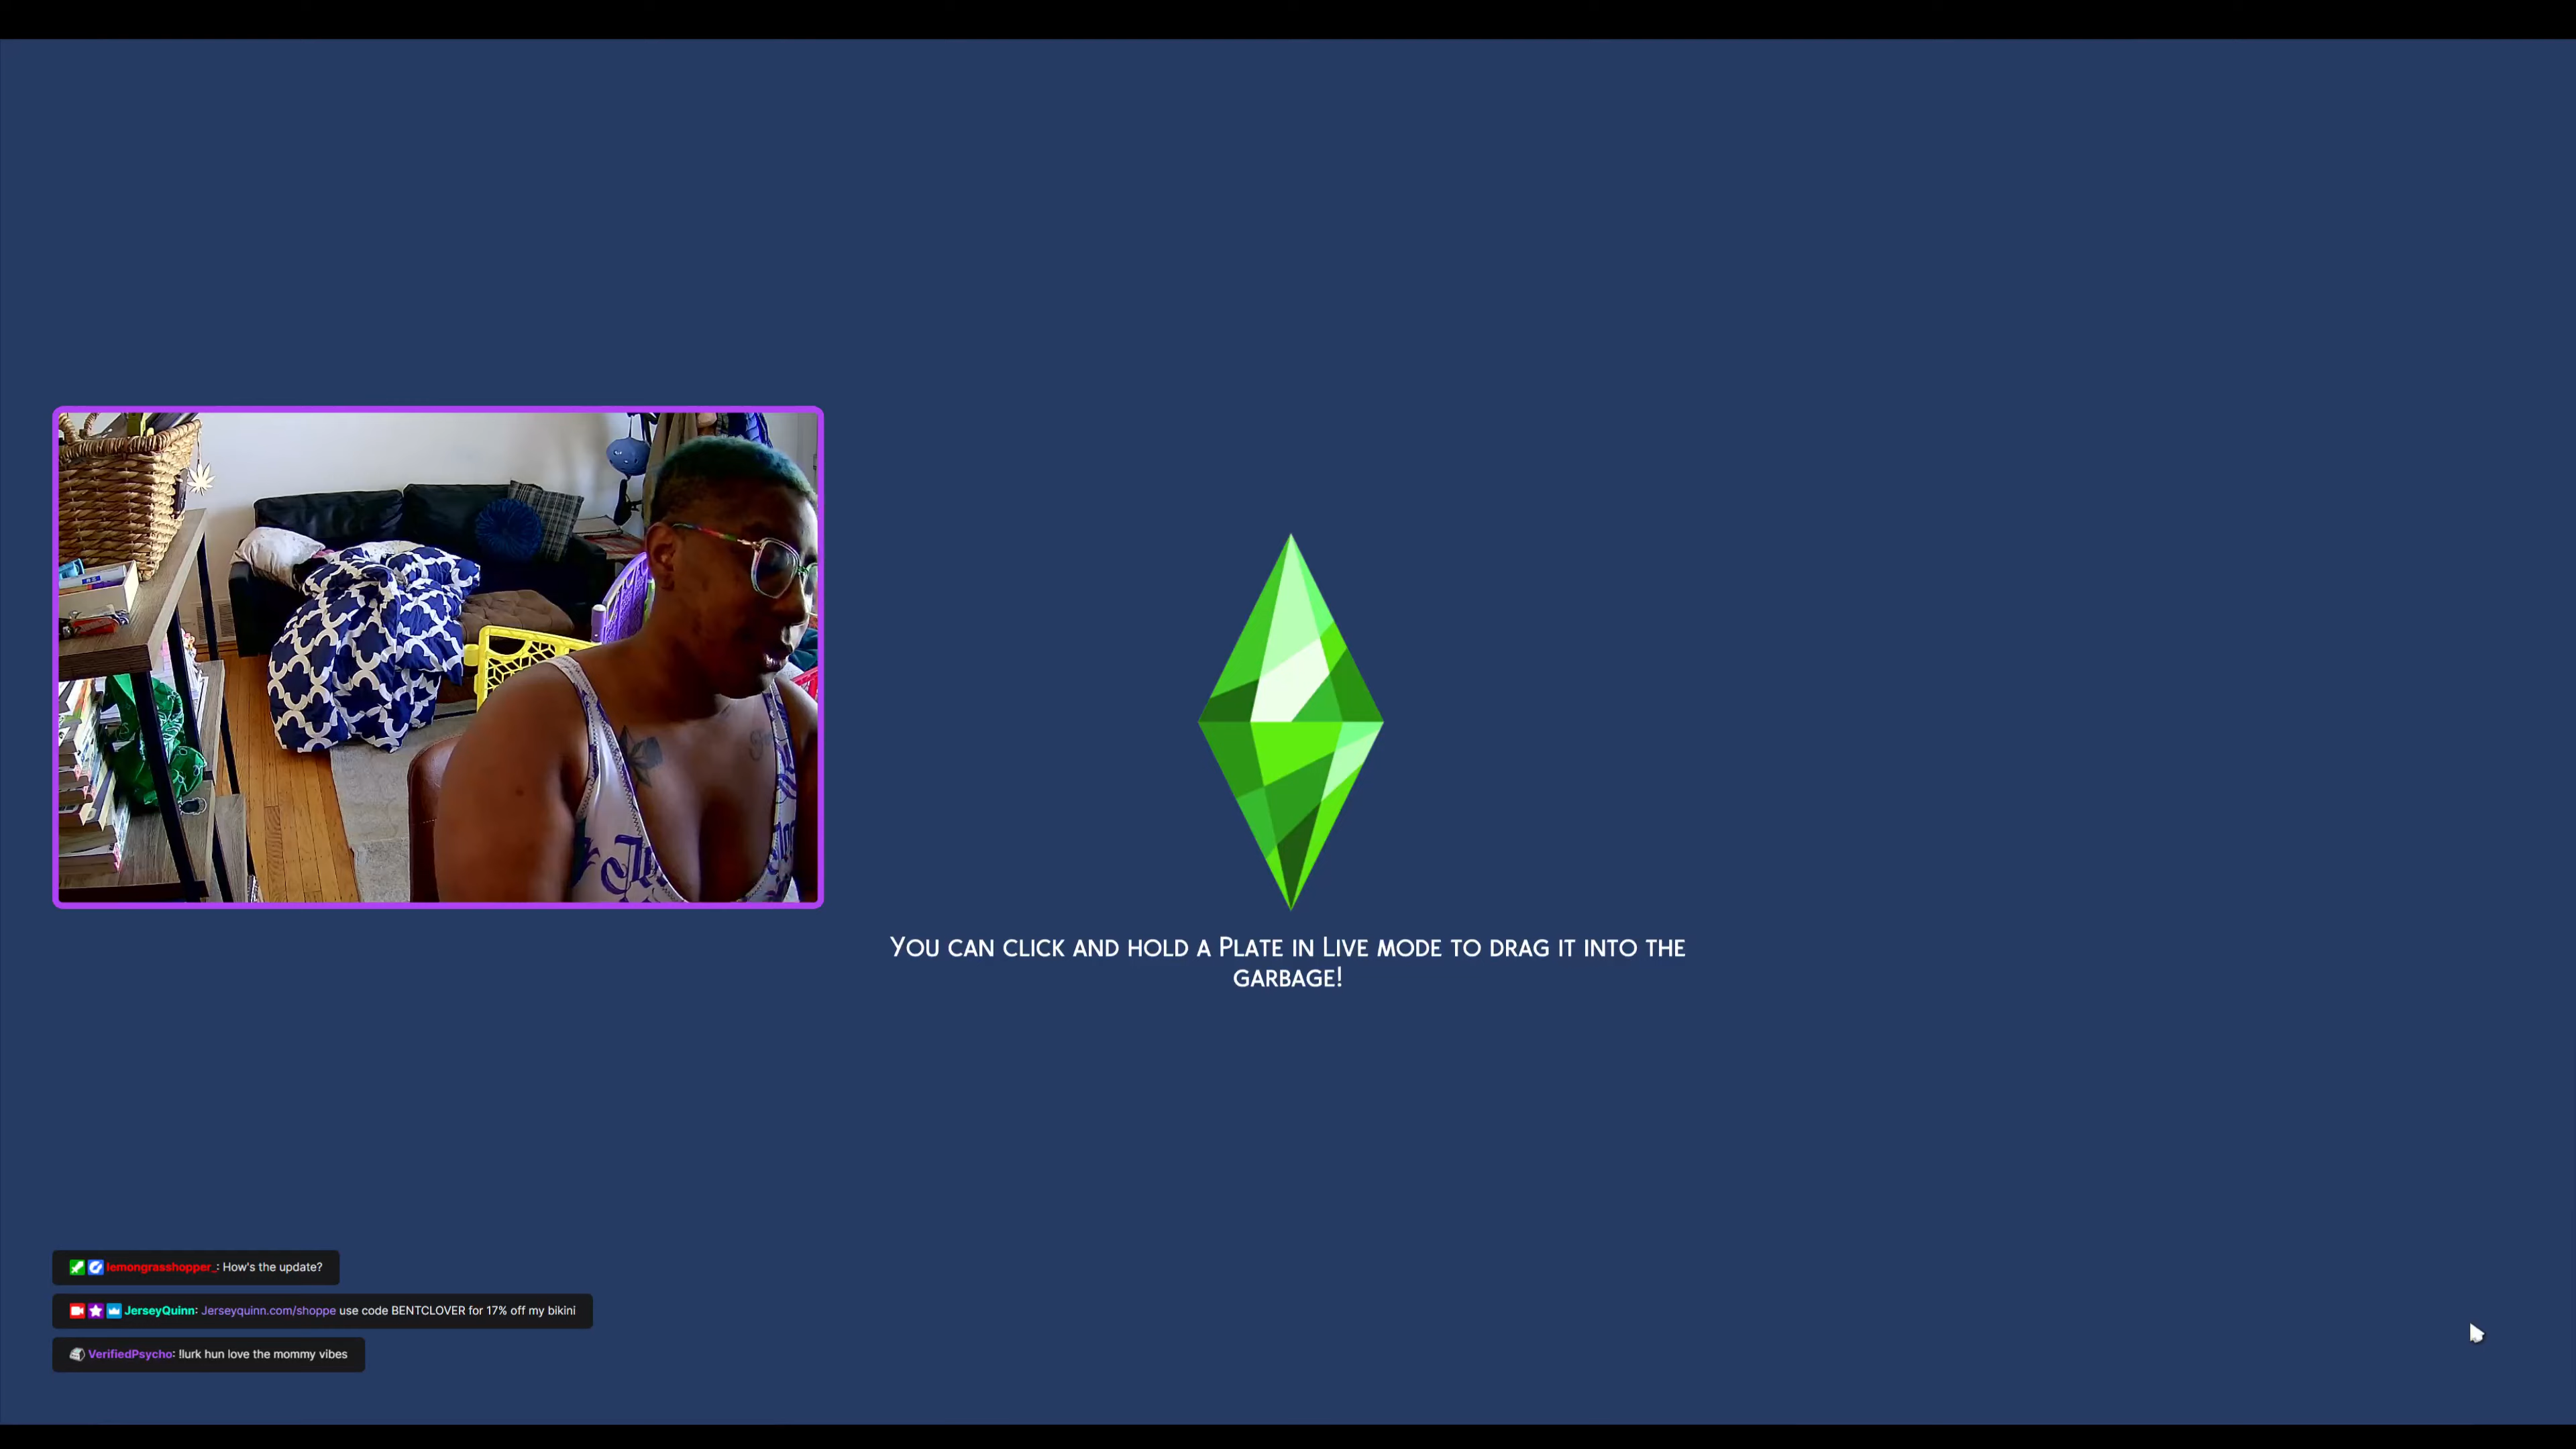 You can click and hold a Plate in Live mode to drag it into the
garbage!
lemongrasshopper_: How's the update?
JerseyQuinn: Jerseyquinn.com/shoppe use code BENTCLOVER for 17% off my bikini
VerifiedPsycho: !lurk hun love the mommy vibes